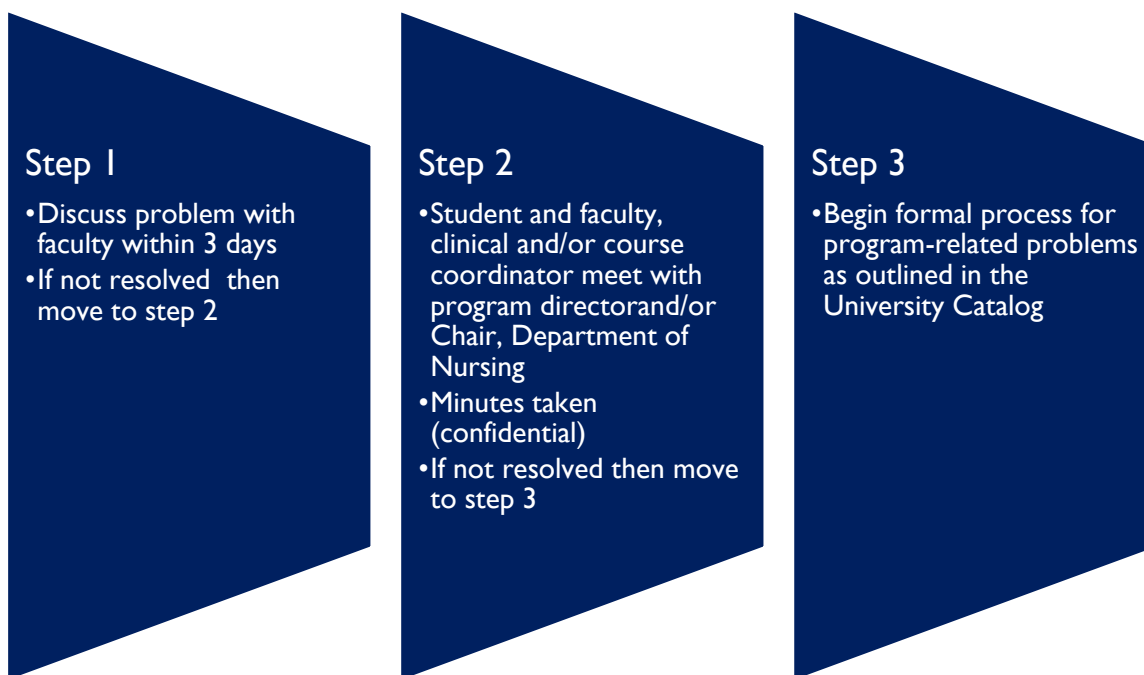 Step 1
•Discuss problem with
faculty within 3 days
•If not resolved  then
move to step 2
Step 2
•Student and faculty,
clinical and/or course
coordinator meet with
program directorand/or
Chair, Department of
Nursing
•Minutes taken
(confidential)
•If not resolved then move
to step 3
Step 3
•Begin formal process for
program-related problems
as outlined in the
University Catalog